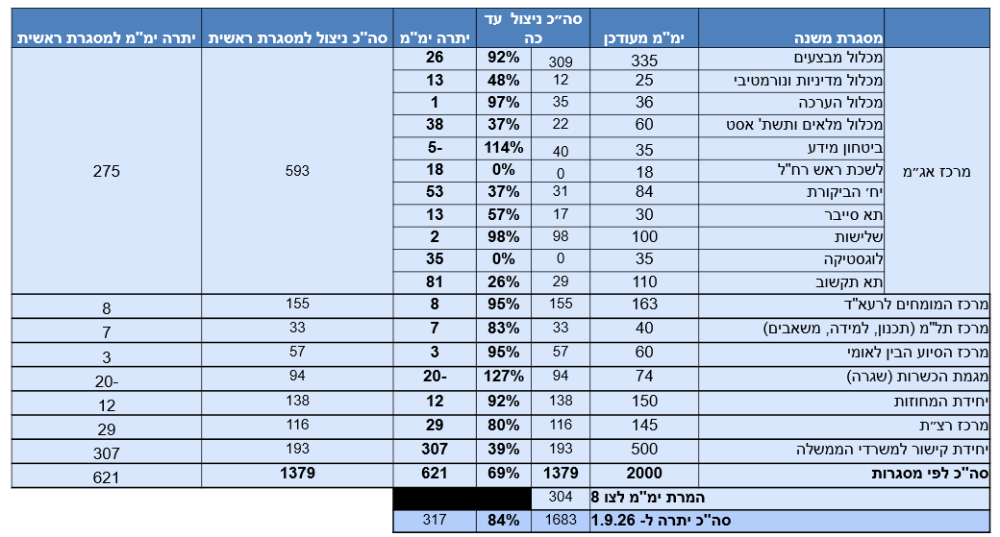 מסגרת משנה ימ"מ מעודכן סה״כ ניצול עד כה יתרה ימ"מ סה"כ ניצול למסגרת ראשית יתרה ימ"מ למסגרת ראשית
מרכז אג״מ מכלול מבצעים 335 309 92% 26 593 275
מכלול מדיניות ונורמטיבי 25 12 48% 13
מכלול הערכה 36 35 97% 1
מכלול מלאים ותשת' אסט 60 22 37% 38
ביטחון מידע 35 40 114% 5-
לשכת ראש רח"ל 18 0 0% 18
יח׳ הביקורת 84 31 37% 53
תא סייבר 30 17 57% 13
שלישות 100 98 98% 2
לוגסטיקה 35 0 0% 35
תא תקשוב 110 29 26% 81
מרכז המומחים לרעא"ד 163 155 95% 8 155 8
מרכז תל"מ (תכנון, למידה, משאבים) 40 33 83% 7 33 7
מרכז הסיוע הבין לאומי 60 57 95% 3 57 3
מגמת הכשרות (שגרה) 74 94 127% 20- 94 20-
יחידת המחוזות 150 138 92% 12 138 12
מרכז רצ״ת 145 116 80% 29 116 29
יחידת קישור למשרדי הממשלה 500 193 39% 307 193 307
סה"כ לפי מסגרות 2000 1379 69% 621 1379 621
המרת ימ"מ לצו 8 304
סה"כ יתרה ל- 1.9.26 1683 84% 317